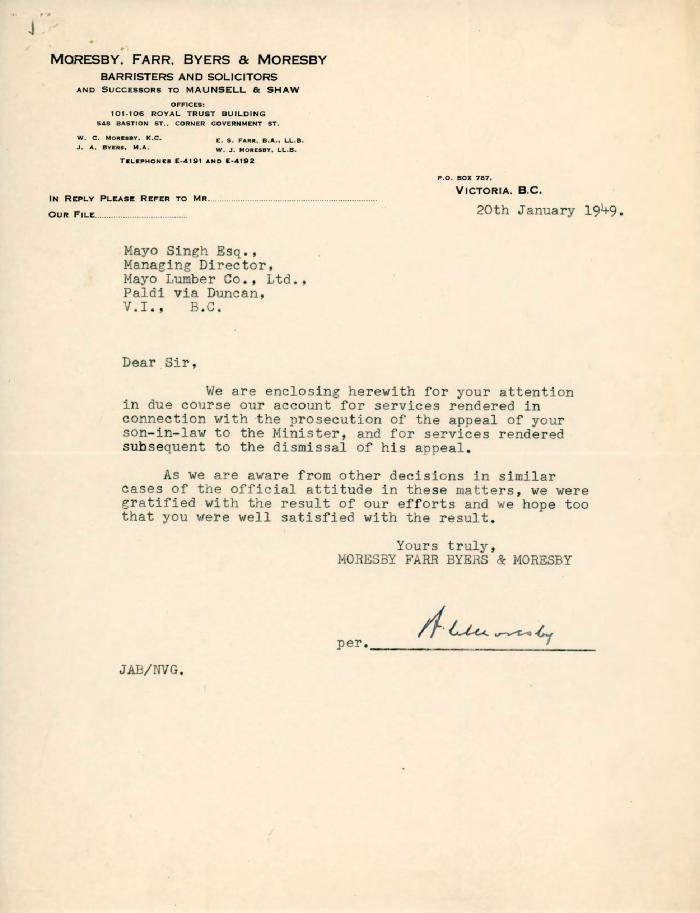 MORESBY, FARR, BYERS & MORESBY
BARRISTERS AND SOLICITORS
AND SUCCESSORS TO MAUNSELL & SHAW
OFFICES:
101-106 ROYAL TRUST BUILDING
548 BASTION ST., CORNER GOVERNMENT ST.
W. C. MORESBY, K.C.
J. A. BYERS, M.A.
E. S. FARR, B.A., LL.B.
W. J. MORESBY, LL.B.
TELEPHONES E-4191 AND E-4192
P.O. BOX 787,
VICTORIA, B.C.
IN REPLY PLEASE REFER TO MR.
OUR FILE
20th January 1949.
Mayo Singh Esq.,
Managing Director,
Mayo Lumber Co., Ltd.,
Paldi via Duncan,
V.I., B.C.
Dear Sir,
We are enclosing herewith for your attention
in due course our account for services rendered in
connection with the prosecution of the appeal of your
son-in-law to the Minister, and for services rendered
subsequent to the dismissal of his appeal.
As we are aware from other decisions in similar
cases of the official attitude in these matters, we were
gratified with the result of our efforts and we hope too
that you were well satisfied with the result.
Yours truly,
MORESBY FARR BYERS & MORESBY
per. Moresby
JAB/NVG.